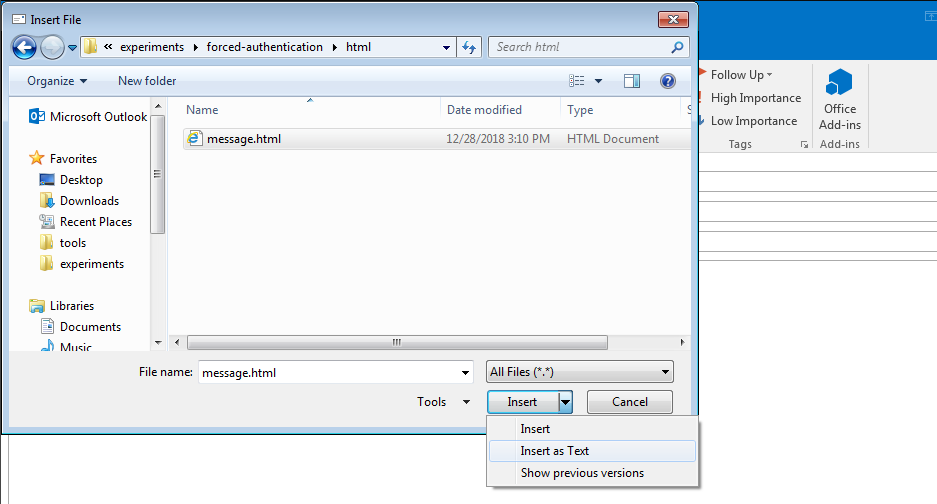 Insert File
« experiments forced-authentication html
Search html
Organize New folder
Name Date modified Type
Microsoft Outlook
message.html 12/28/2018 3:10 PM HTML Document
Favorites
Desktop
Downloads
Recent Places
tools
experiments
Libraries
Documents
Music
File name: message.html All Files (*.*)
Tools Insert Cancel
Insert
Insert as Text
Show previous versions
Follow Up
High Importance
Low Importance
Tags
Office
Add-ins
Add-ins